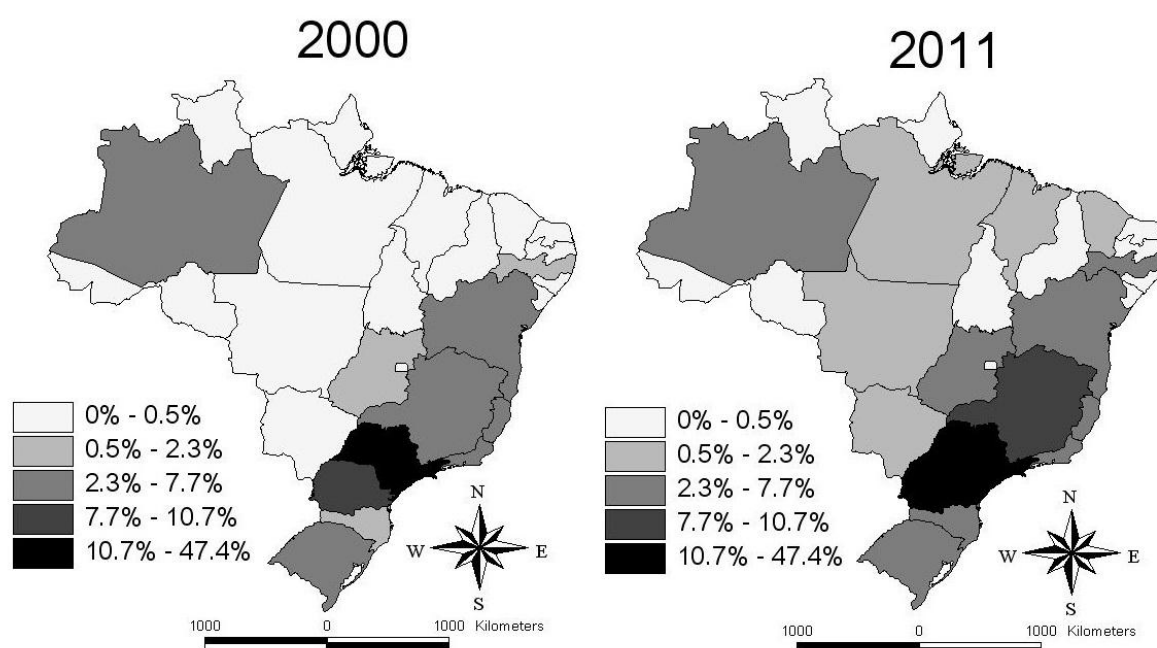 2000
0% - 0.5%
0.5% - 2.3%
2.3% - 7.7%
7.7% - 10.7%
10.7% - 47.4%
N
W E
S
1000 0 1000 Kilometers
2011
0% - 0.5%
0.5% - 2.3%
2.3% - 7.7%
7.7% - 10.7%
10.7% - 47.4%
N
W E
S
1000 0 1000 Kilometers